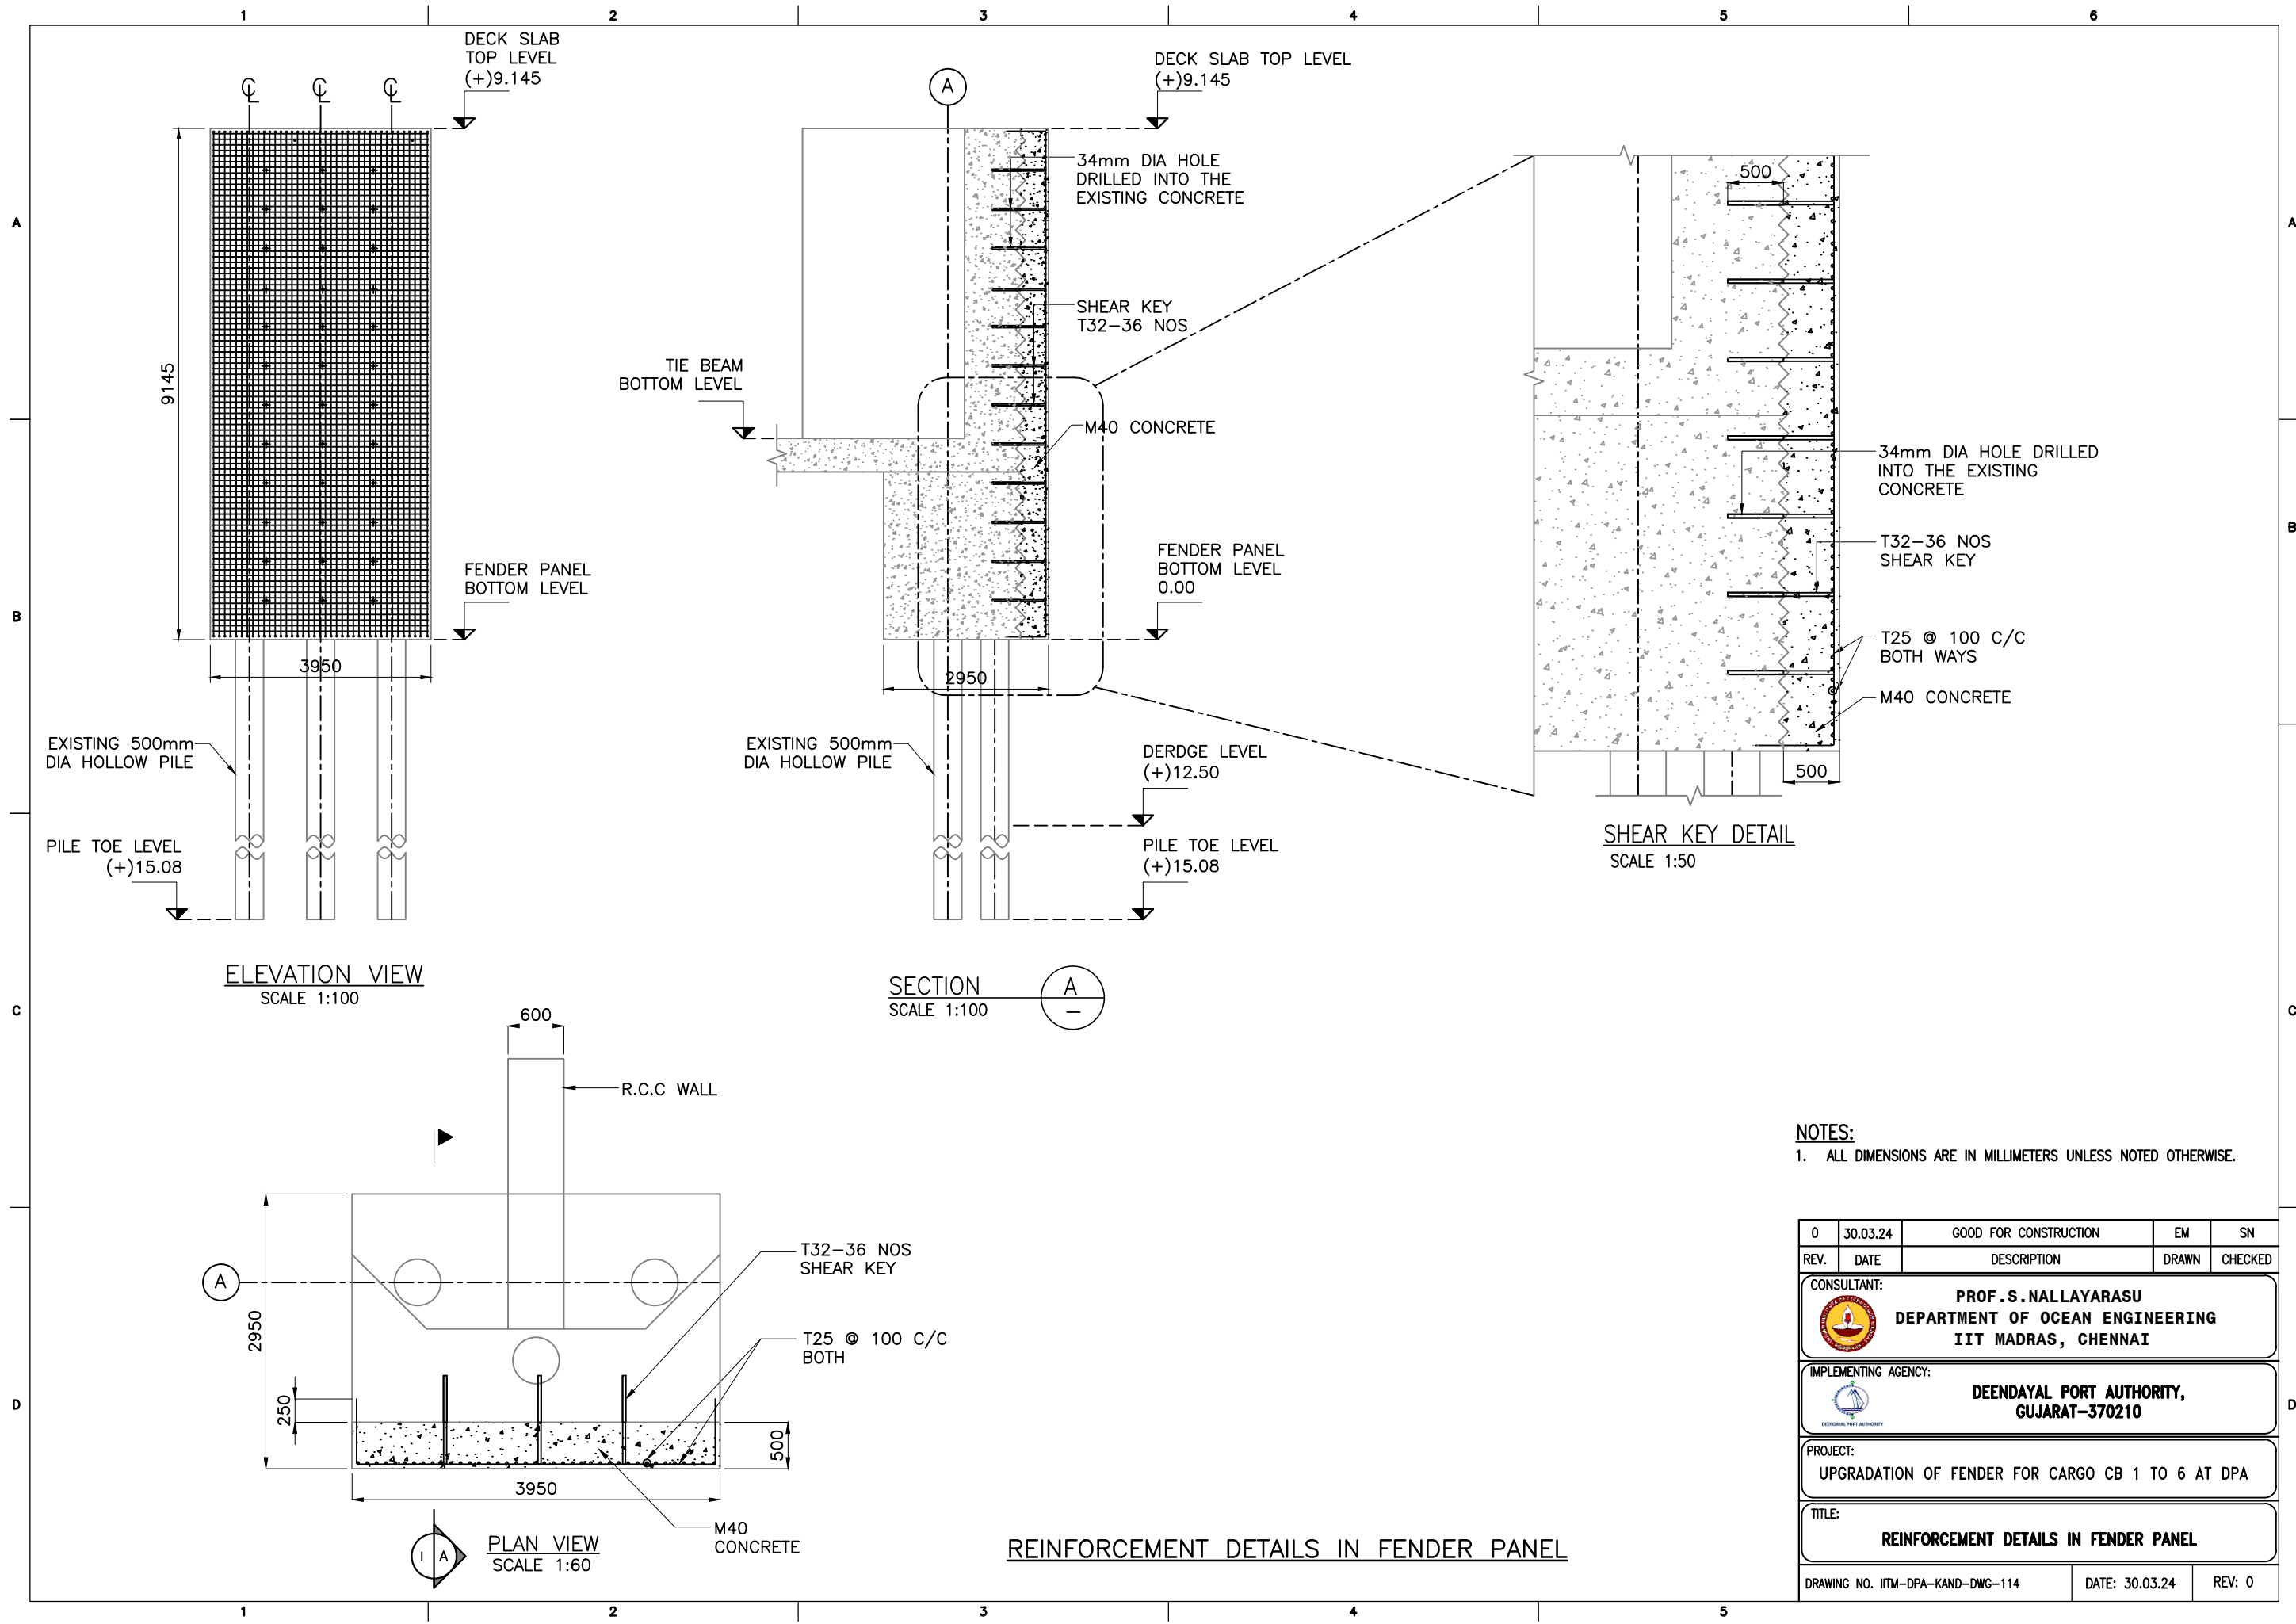 1 2 3 4 5 6
DECK SLAB
TOP LEVEL
(+)9.145
9145
FENDER PANEL
BOTTOM LEVEL
3950
EXISTING 500mm
DIA HOLLOW PILE
PILE TOE LEVEL
(+)15.08
ELEVATION VIEW
SCALE 1:100
A
DECK SLAB TOP LEVEL
(+)9.145
34mm DIA HOLE
DRILLED INTO THE
EXISTING CONCRETE
SHEAR KEY
T32-36 NOS
TIE BEAM
BOTTOM LEVEL
M40 CONCRETE
FENDER PANEL
BOTTOM LEVEL
0.00
2950
EXISTING 500mm
DIA HOLLOW PILE
DERDGE LEVEL
(+)12.50
PILE TOE LEVEL
(+)15.08
SECTION
SCALE 1:100
A
–
500
34mm DIA HOLE DRILLED
INTO THE EXISTING
CONCRETE
T32-36 NOS
SHEAR KEY
T25 @ 100 C/C
BOTH WAYS
M40 CONCRETE
500
SHEAR KEY DETAIL
SCALE 1:50
600
R.C.C WALL
A
2950
250
T32-36 NOS
SHEAR KEY
T25 @ 100 C/C
BOTH
500
3950
M40
CONCRETE
I A
PLAN VIEW
SCALE 1:60
REINFORCEMENT DETAILS IN FENDER PANEL
NOTES:
1. ALL DIMENSIONS ARE IN MILLIMETERS UNLESS NOTED OTHERWISE.
0 30.03.24 GOOD FOR CONSTRUCTION EM SN
REV. DATE DESCRIPTION DRAWN CHECKED
CONSULTANT:
PROF.S.NALLAYARASU
DEPARTMENT OF OCEAN ENGINEERING
IIT MADRAS, CHENNAI
IMPLEMENTING AGENCY:
DEENDAYAL PORT AUTHORITY
DEENDAYAL PORT AUTHORITY,
GUJARAT-370210
PROJECT:
UPGRADATION OF FENDER FOR CARGO CB 1 TO 6 AT DPA
TITLE:
REINFORCEMENT DETAILS IN FENDER PANEL
DRAWING NO. IITM-DPA-KAND-DWG-114 DATE: 30.03.24 REV: 0
A
B
C
D
A
B
C
D
1 2 3 4 5